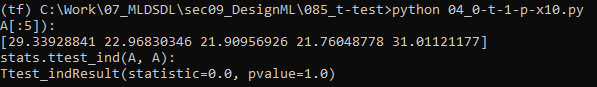 (tf) C:\Work\07_MLDSDL\sec09_DesignML\085_t-test>python 04_0-t-1-p-x10.py
A[:5]):
[29.33928841 22.96830346 21.90956926 21.76048778 31.01121177]
stats.ttest_ind(A, A):
Ttest_indResult(statistic=0.0, pvalue=1.0)